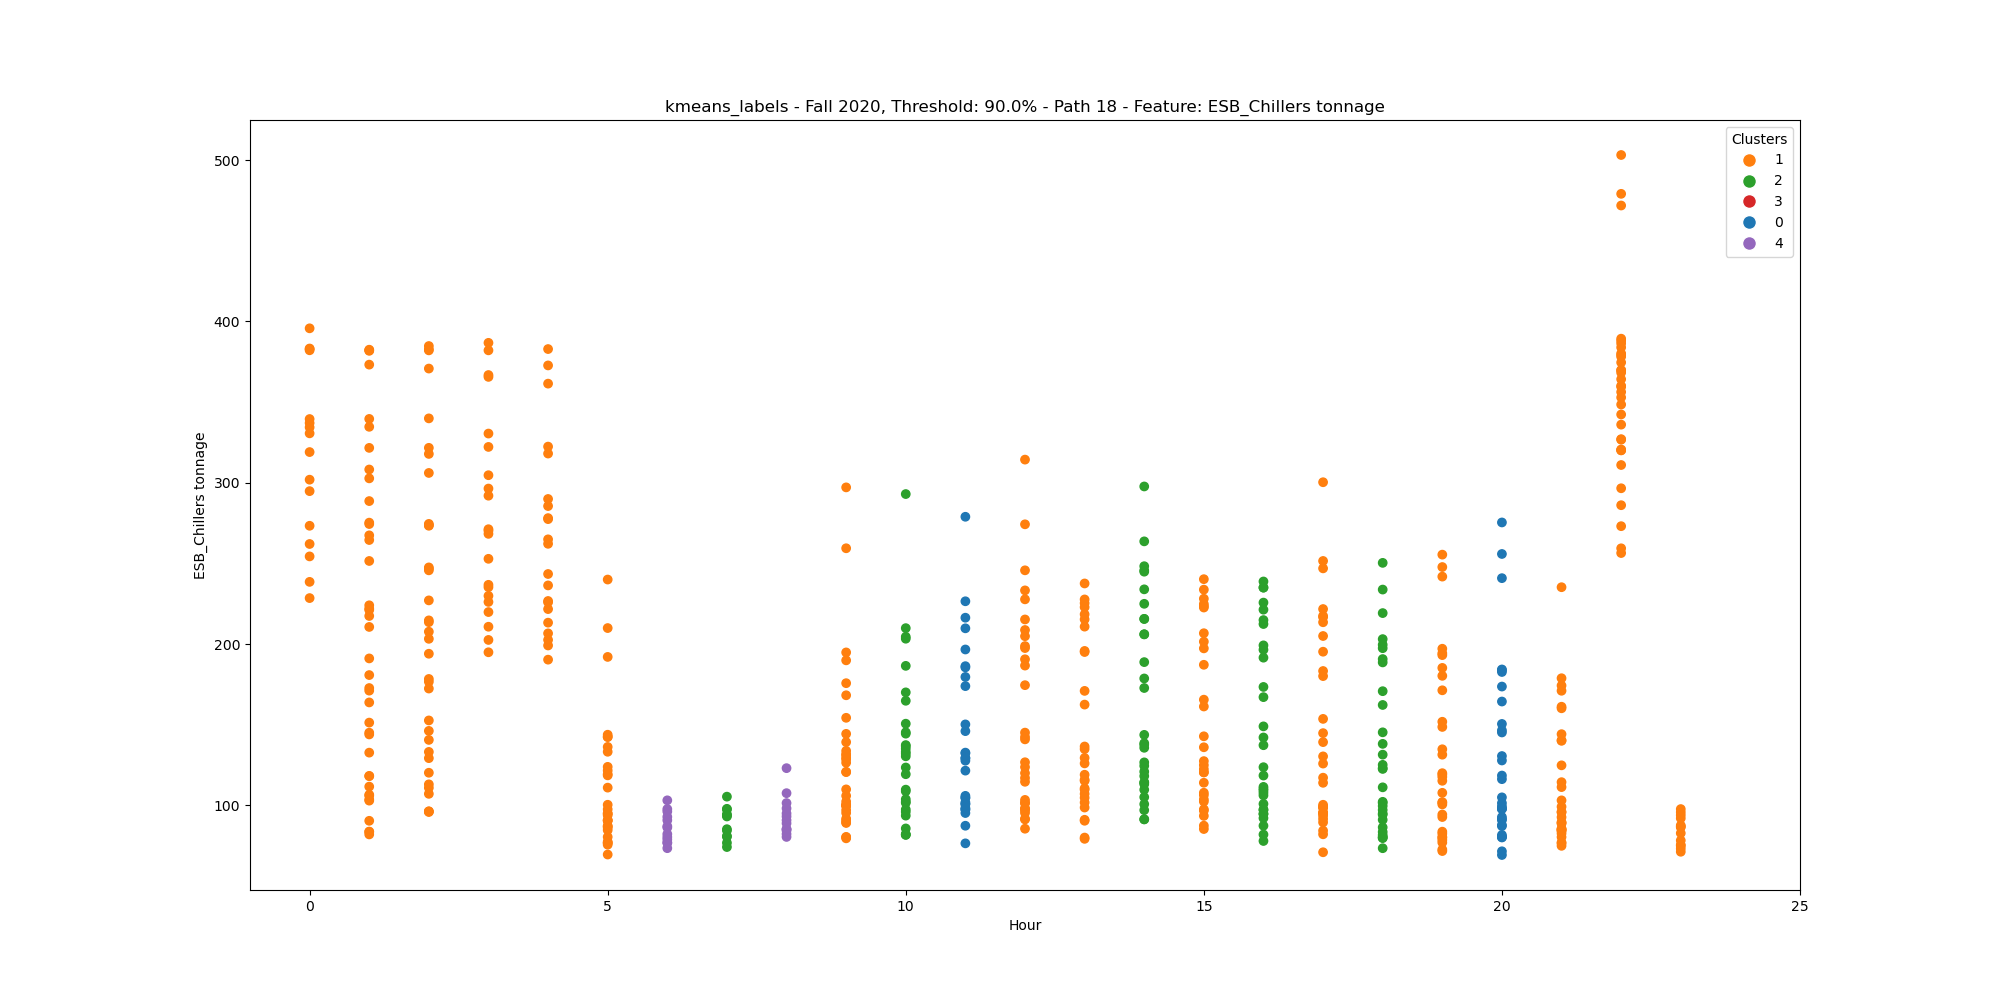 kmeans_labels - Fall 2020, Threshold: 90.0% - Path 18 - Feature: ESB_Chillers tonnage
Clusters
1
2
3
0
4
ESB_Chillers tonnage
500
400
300
200
100
0 5 10 15 20 25
Hour